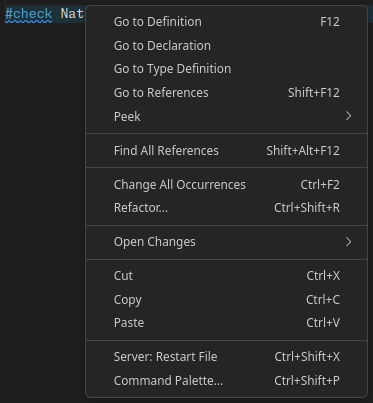 #check Nat
Go to Definition F12
Go to Declaration
Go to Type Definition
Go to References Shift+F12
Peek
Find All References Shift+Alt+F12
Change All Occurrences Ctrl+F2
Refactor... Ctrl+Shift+R
Open Changes
Cut Ctrl+X
Copy Ctrl+C
Paste Ctrl+V
Server: Restart File Ctrl+Shift+X
Command Palette... Ctrl+Shift+P